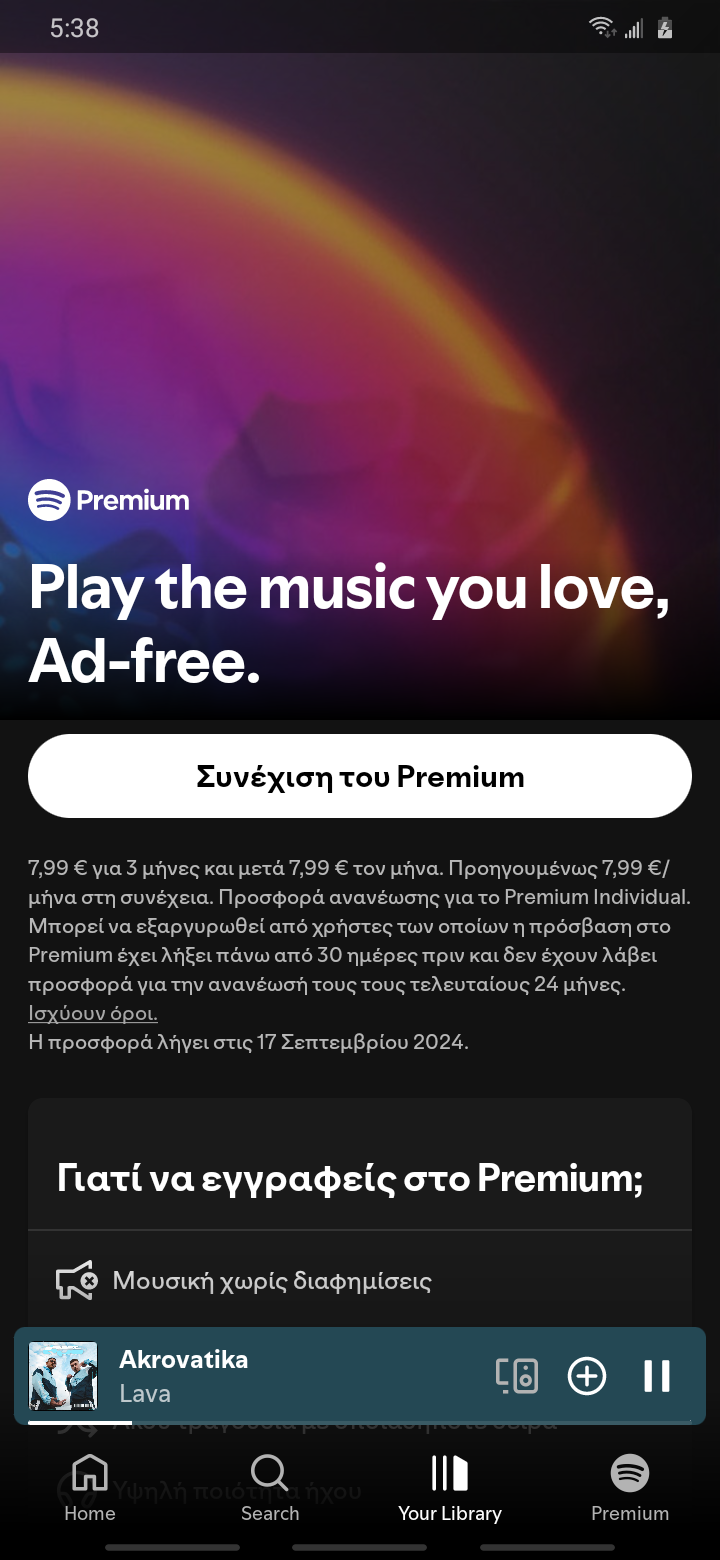 5:38
Premium
Play the music you love,
Ad-free.
Συνέχιση του Premium
7,99 € για 3 μήνες και μετά 7,99 € τον μήνα. Προηγουμένως 7,99 €/
μήνα στη συνέχεια. Προσφορά ανανέωσης για το Premium Individual.
Μπορεί να εξαργυρωθεί από χρήστες των οποίων η πρόσβαση στο
Premium έχει λήξει πάνω από 30 ημέρες πριν και δεν έχουν λάβει
προσφορά για την ανανέωσή τους τους τελευταίους 24 μήνες.
Ισχύουν όροι.
Η προσφορά λήγει στις 17 Σεπτεμβρίου 2024.
Γιατί να εγγραφείς στο Premium;
Μουσική χωρίς διαφημίσεις
Akrovatika
Lava
Υψηλή ποιότητα ήχου
Home
Search
Your Library
Premium